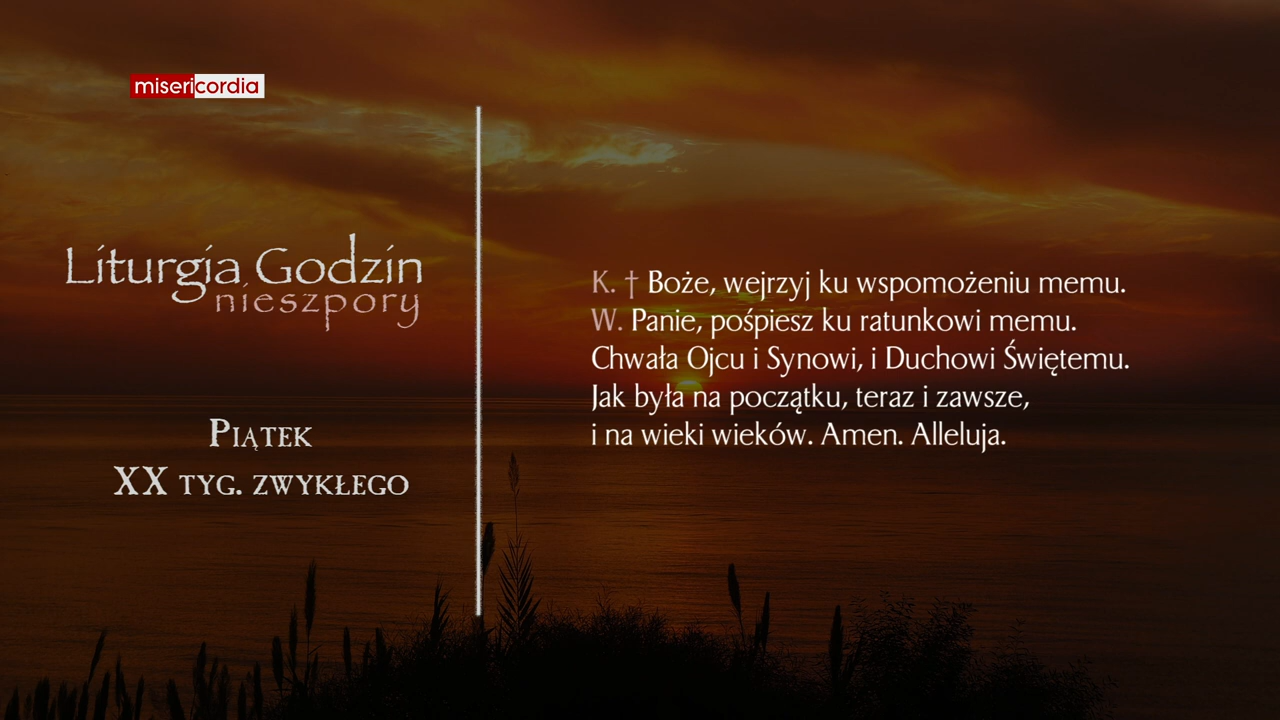 misericordia
Liturgia Godzin
nieszpory
Piątek
XX tyg. zwykłego
K. † Boże, wejrzyj ku wspomożeniu memu.
W. Panie, pośpiesz ku ratunkowi memu.
Chwała Ojcu i Synowi, i Duchowi Świętemu.
Jak była na początku, teraz i zawsze,
i na wieki wieków. Amen. Alleluja.